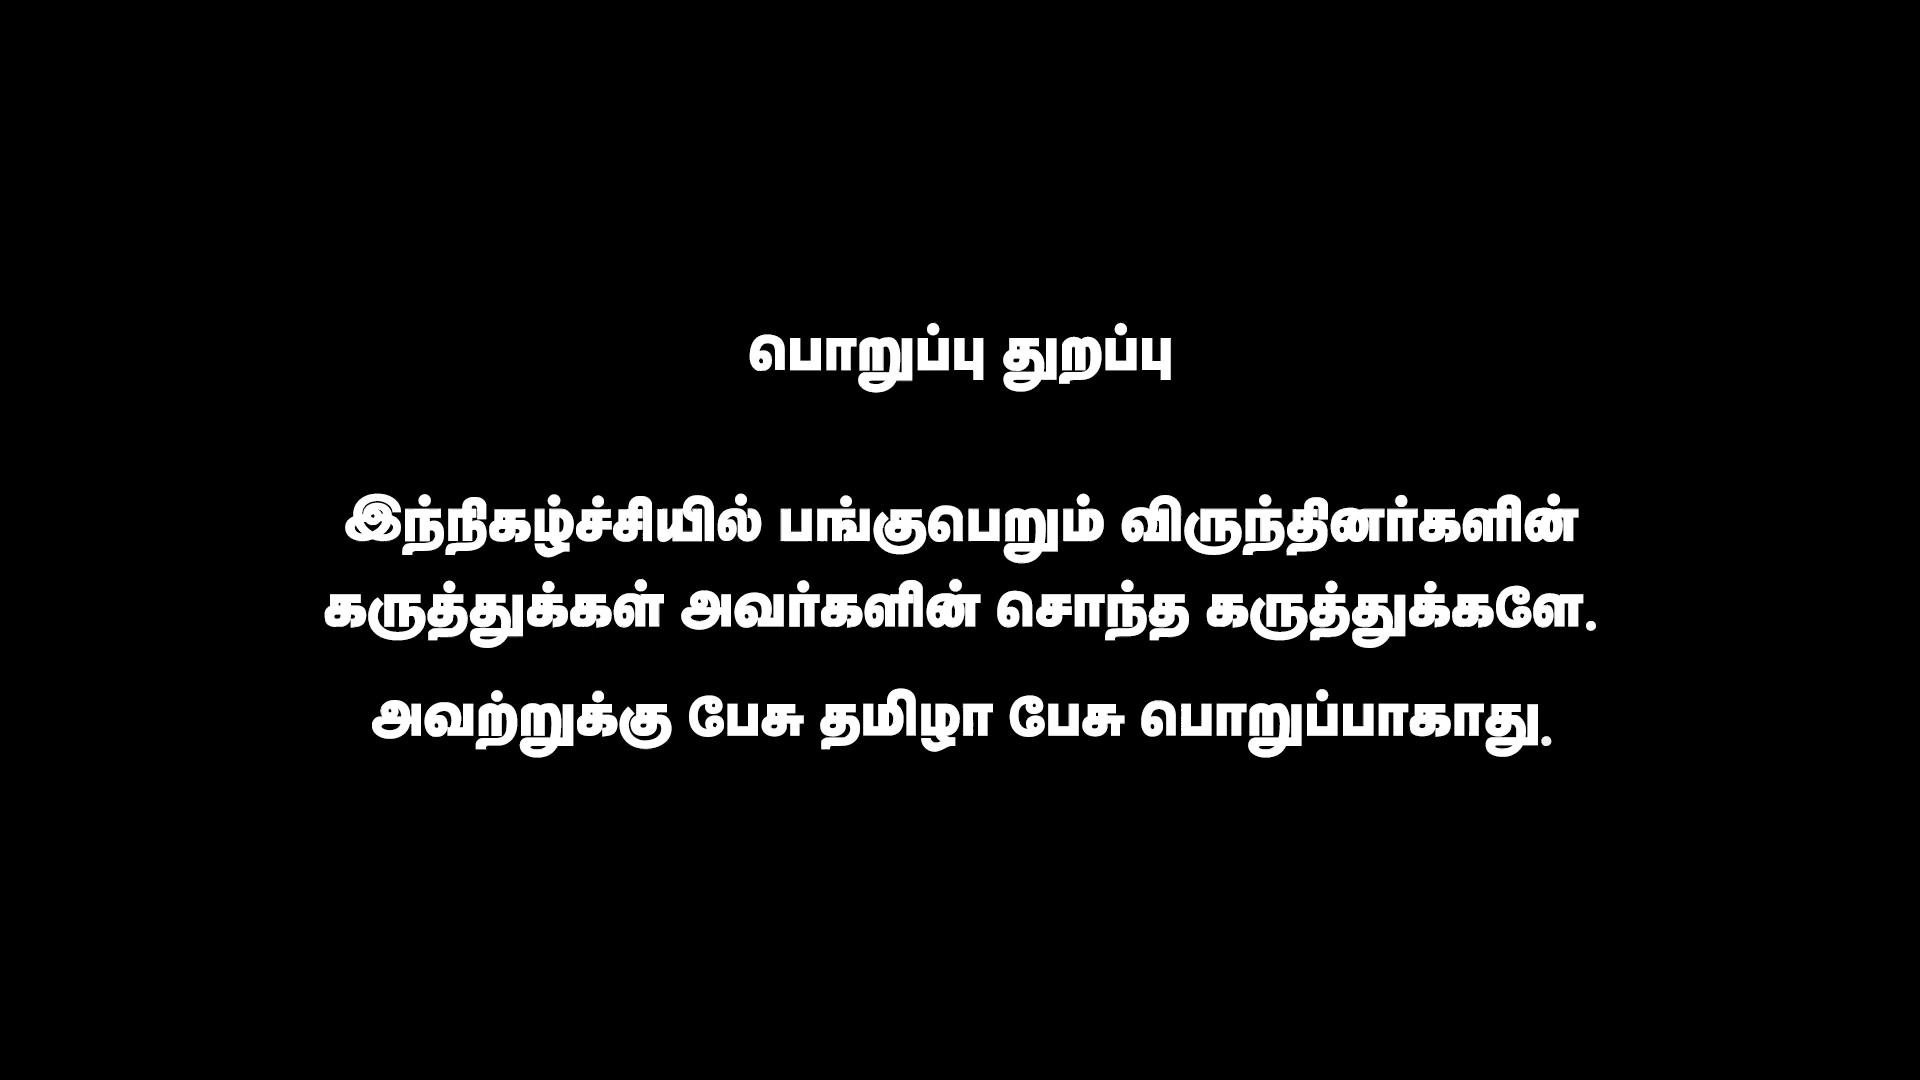 பொறுப்பு துறப்பு
இந்நிகழ்ச்சியில் பங்குபெறும் விருந்தினர்களின்
கருத்துக்கள் அவர்களின் சொந்த கருத்துக்களே.
அவற்றுக்கு பேசு தமிழா பேசு பொறுப்பாகாது.